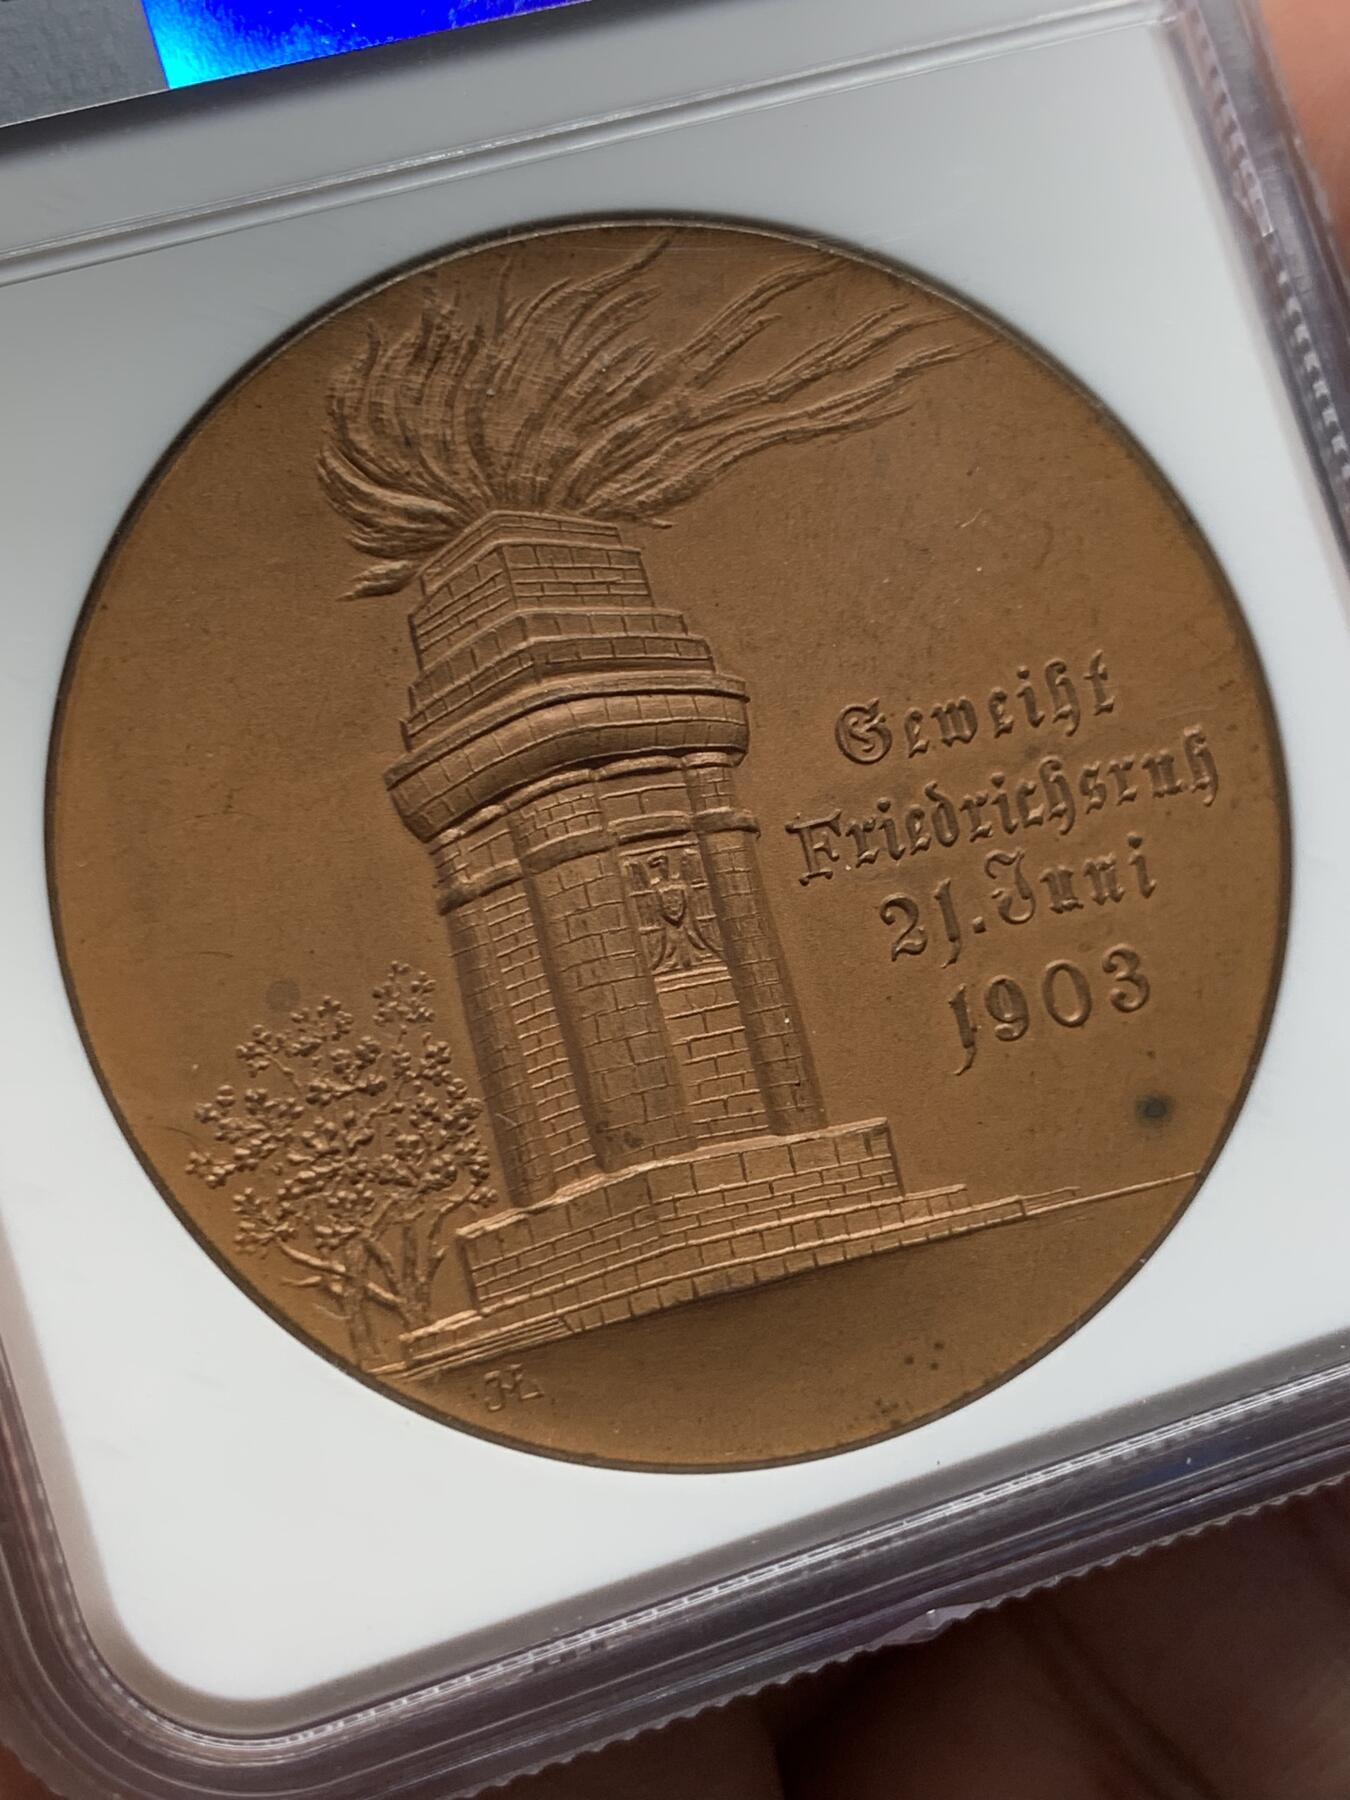 Geweiht
Friedrichsruh
21. Juni
1903